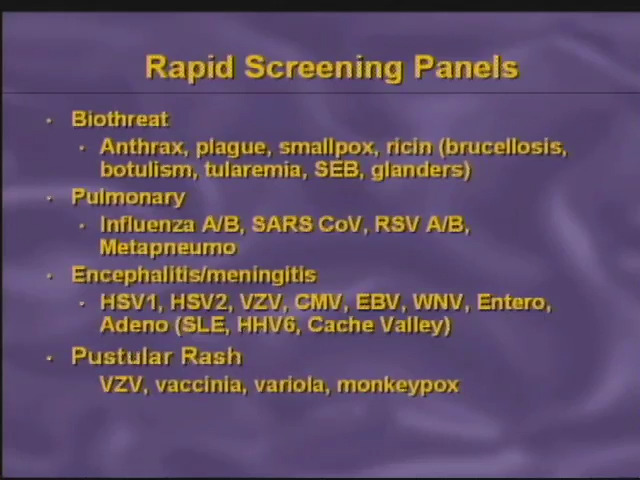 Rapid Screening Panels
Biothreat
Anthrax, plague, smallpox, ricin (brucellosis,
botulism, tularemia, SEB, glanders)
Pulmonary
Influenza A/B, SARS CoV, RSV A/B,
Metapneumo
Encephalitis/meningitis
HSV1, HSV2, VZV, CMV, EBV, WNV, Entero,
Adeno (SLE, HHV6, Cache Valley)
Pustular Rash
VZV, vaccinia, variola, monkeypox